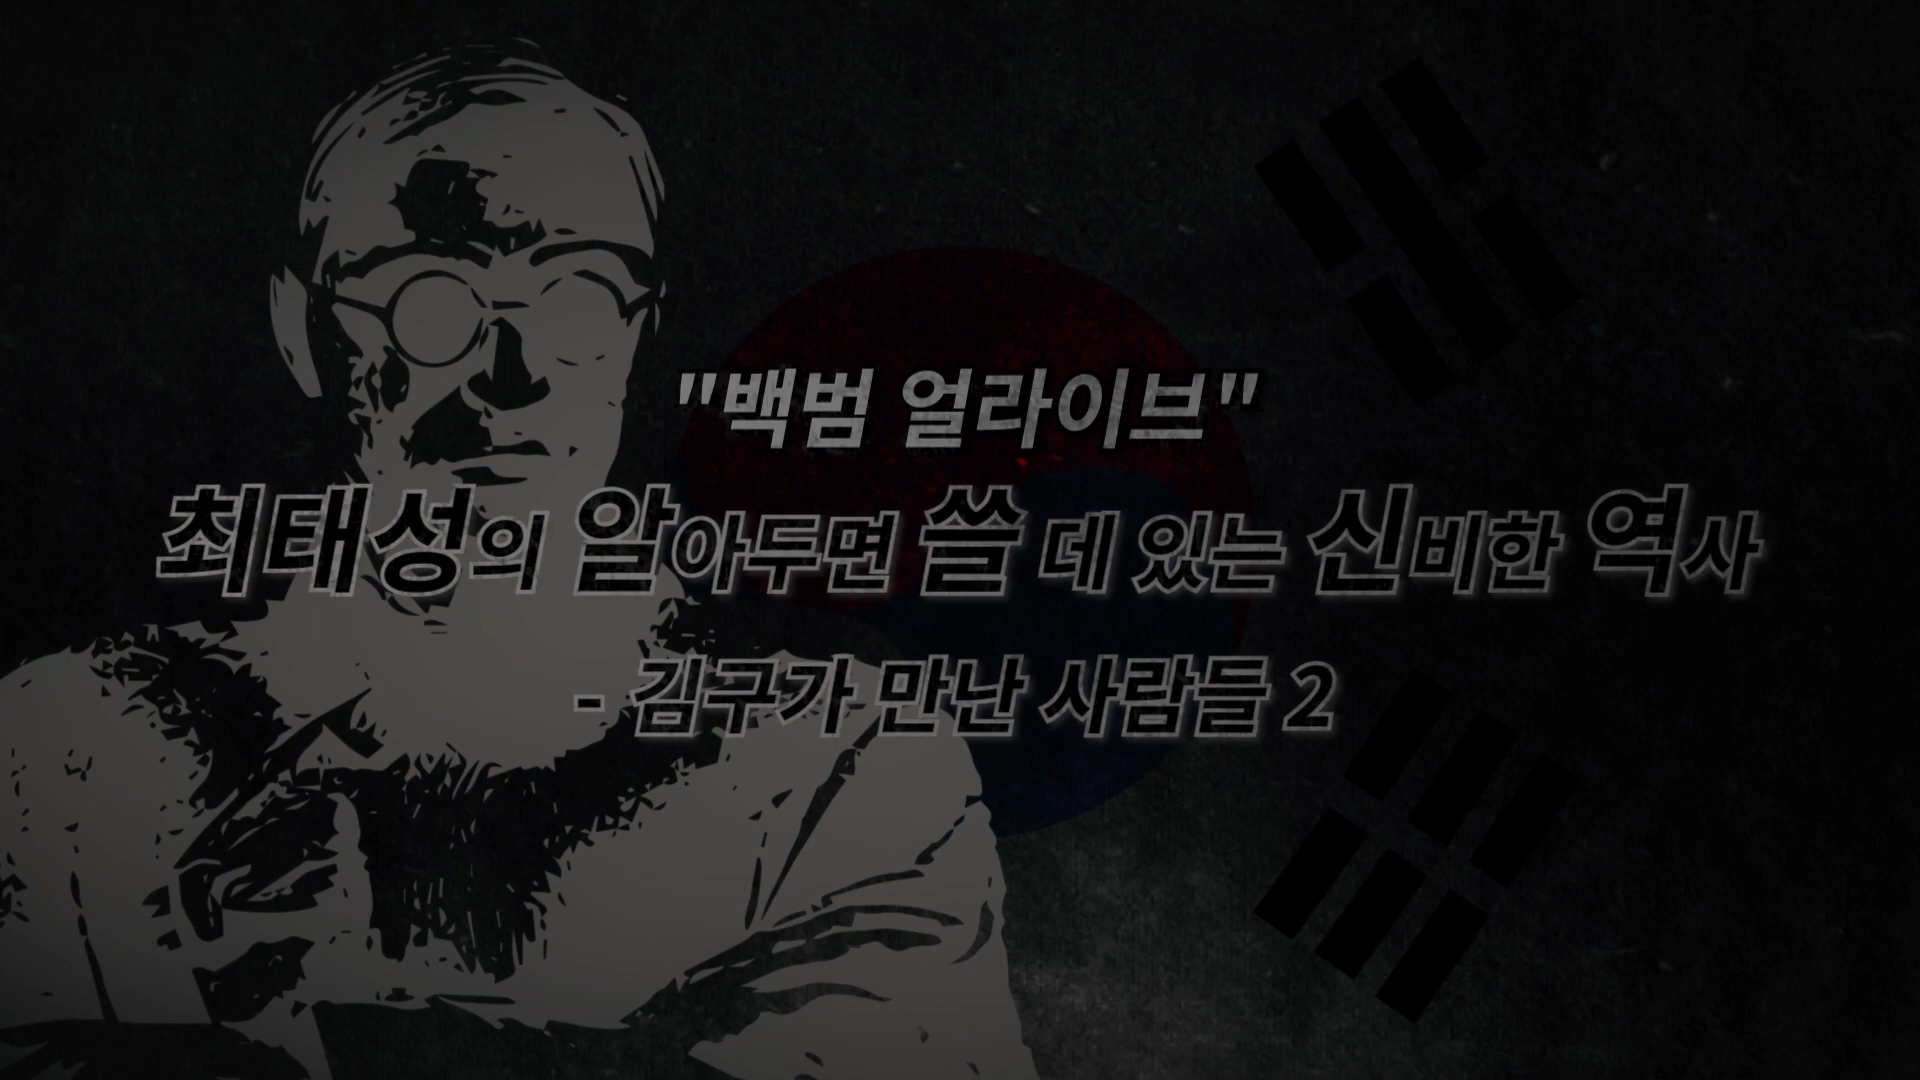 "백범 얼라이브"
최태성의 알아두면 쓸 데 있는 신비한 역사
- 김구가 만난 사람들 2